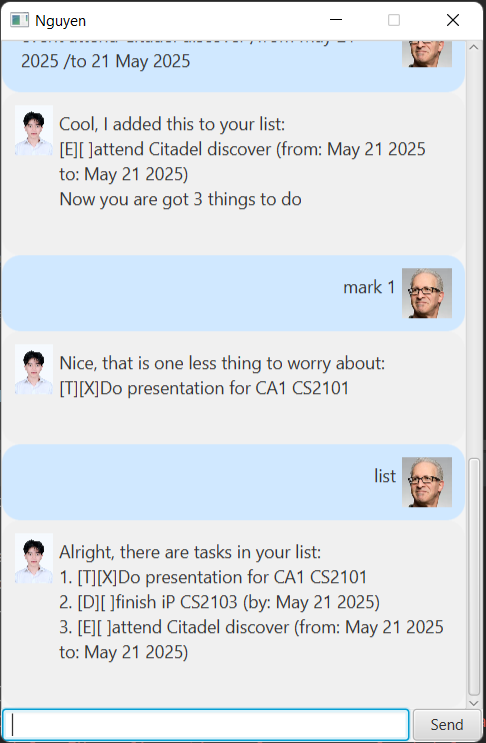 Nguyen
2025 /to 21 May 2025
Cool, I added this to your list:
[E][ ]attend Citadel discover (from: May 21 2025
to: May 21 2025)
Now you are got 3 things to do
mark 1
Nice, that is one less thing to worry about:
[T][X]Do presentation for CA1 CS2101
list
Alright, there are tasks in your list:
1. [T][X]Do presentation for CA1 CS2101
2. [D][ ]finish iP CS2103 (by: May 21 2025)
3. [E][ ]attend Citadel discover (from: May 21 2025
to: May 21 2025)
Send